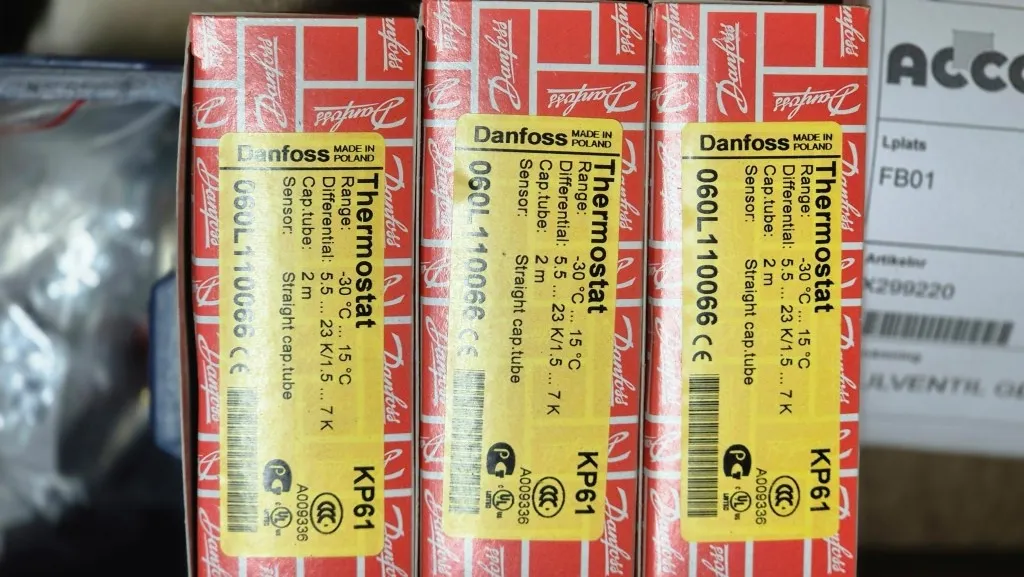 Danfoss MADE IN
POLAND
Thermostat KP61
Range: -30 °C ... 15 °C
Differential: 5.5 ... 23 K/1.5 ... 7 K
Cap.tube: 2 m
Sensor: Straight cap.tube
A009336
060L110066 CE
Danfoss MADE IN
POLAND
Thermostat KP61
Range: -30 °C ... 15 °C
Differential: 5.5 ... 23 K/1.5 ... 7 K
Cap.tube: 2 m
Sensor: Straight cap.tube
A009336
060L110066 CE
Danfoss MADE IN
POLAND
Thermostat KP61
Range: -30 °C ... 15 °C
Differential: 5.5 ... 23 K/1.5 ... 7 K
Cap.tube: 2 m
Sensor: Straight cap.tube
A009336
060L110066 CE
Lplats
FB01
Artikelnr
X299220